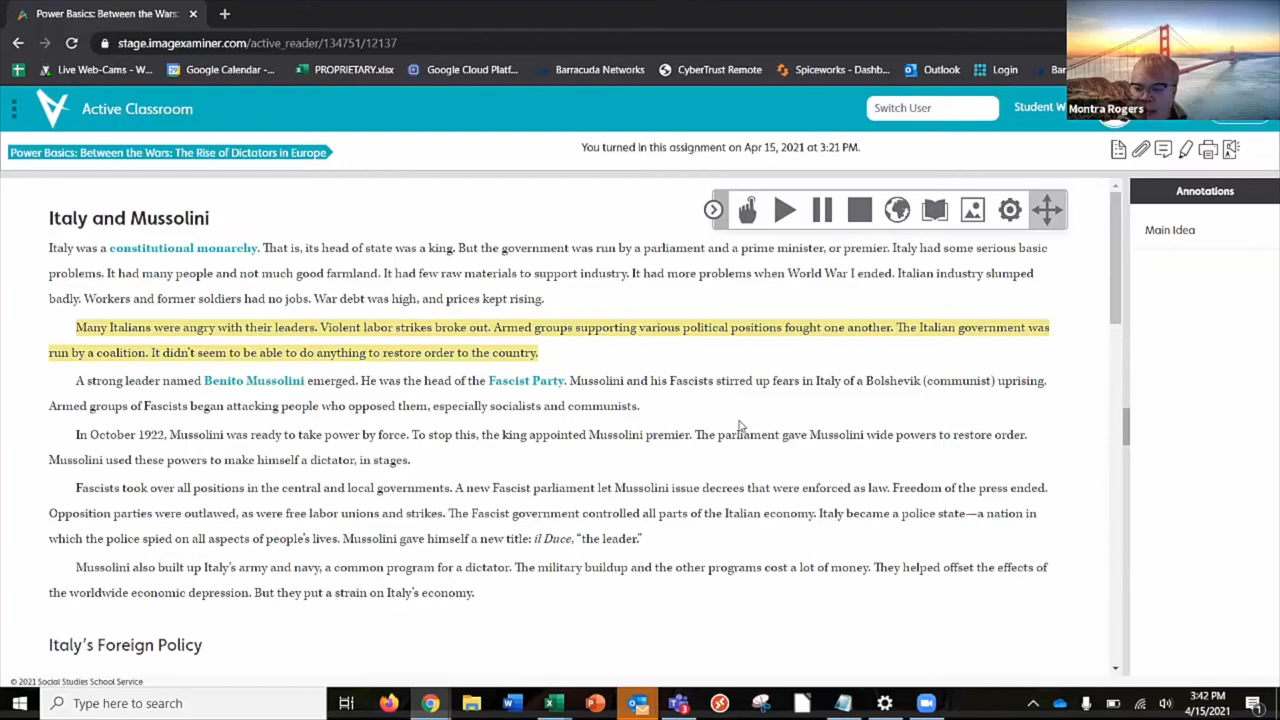 Power Basics: Between the Wars:
stage.imagexaminer.com/active_reader/134751/12137
Live Web-Cams - W...
Google Calendar -...
PROPRIETARY.xlsx
Google Cloud Platf...
Barracuda Networks
CyberTrust Remote
Spiceworks - Dashb...
Outlook
Login
Montra Rogers
Active Classroom
Switch User
Power Basics: Between the Wars: The Rise of Dictators in Europe
You turned in this assignment on Apr 15, 2021 at 3:21 PM.
Annotations
Main Idea
Italy and Mussolini
Italy was a constitutional monarchy. That is, its head of state was a king. But the government was run by a parliament and a prime minister, or premier. Italy had some serious basic
problems. It had many people and not much good farmland. It had few raw materials to support industry. It had more problems when World War I ended. Italian industry slumped
badly. Workers and former soldiers had no jobs. War debt was high, and prices kept rising.
Many Italians were angry with their leaders. Violent labor strikes broke out. Armed groups supporting various political positions fought one another. The Italian government was
run by a coalition. It didn't seem to be able to do anything to restore order to the country.
A strong leader named Benito Mussolini emerged. He was the head of the Fascist Party. Mussolini and his Fascists stirred up fears in Italy of a Bolshevik (communist) uprising.
Armed groups of Fascists began attacking people who opposed them, especially socialists and communists.
In October 1922, Mussolini was ready to take power by force. To stop this, the king appointed Mussolini premier. The parliament gave Mussolini wide powers to restore order.
Mussolini used these powers to make himself a dictator, in stages.
Fascists took over all positions in the central and local governments. A new Fascist parliament let Mussolini issue decrees that were enforced as law. Freedom of the press ended.
Opposition parties were outlawed, as were free labor unions and strikes. The Fascist government controlled all parts of the Italian economy. Italy became a police state—a nation in
which the police spied on all aspects of people's lives. Mussolini gave himself a new title: il Duce, “the leader.”
Mussolini also built up Italy's army and navy, a common program for a dictator. The military buildup and the other programs cost a lot of money. They helped offset the effects of
the worldwide economic depression. But they put a strain on Italy's economy.
Italy's Foreign Policy
© 2021 Social Studies School Service
Type here to search
3:42 PM
4/15/2021